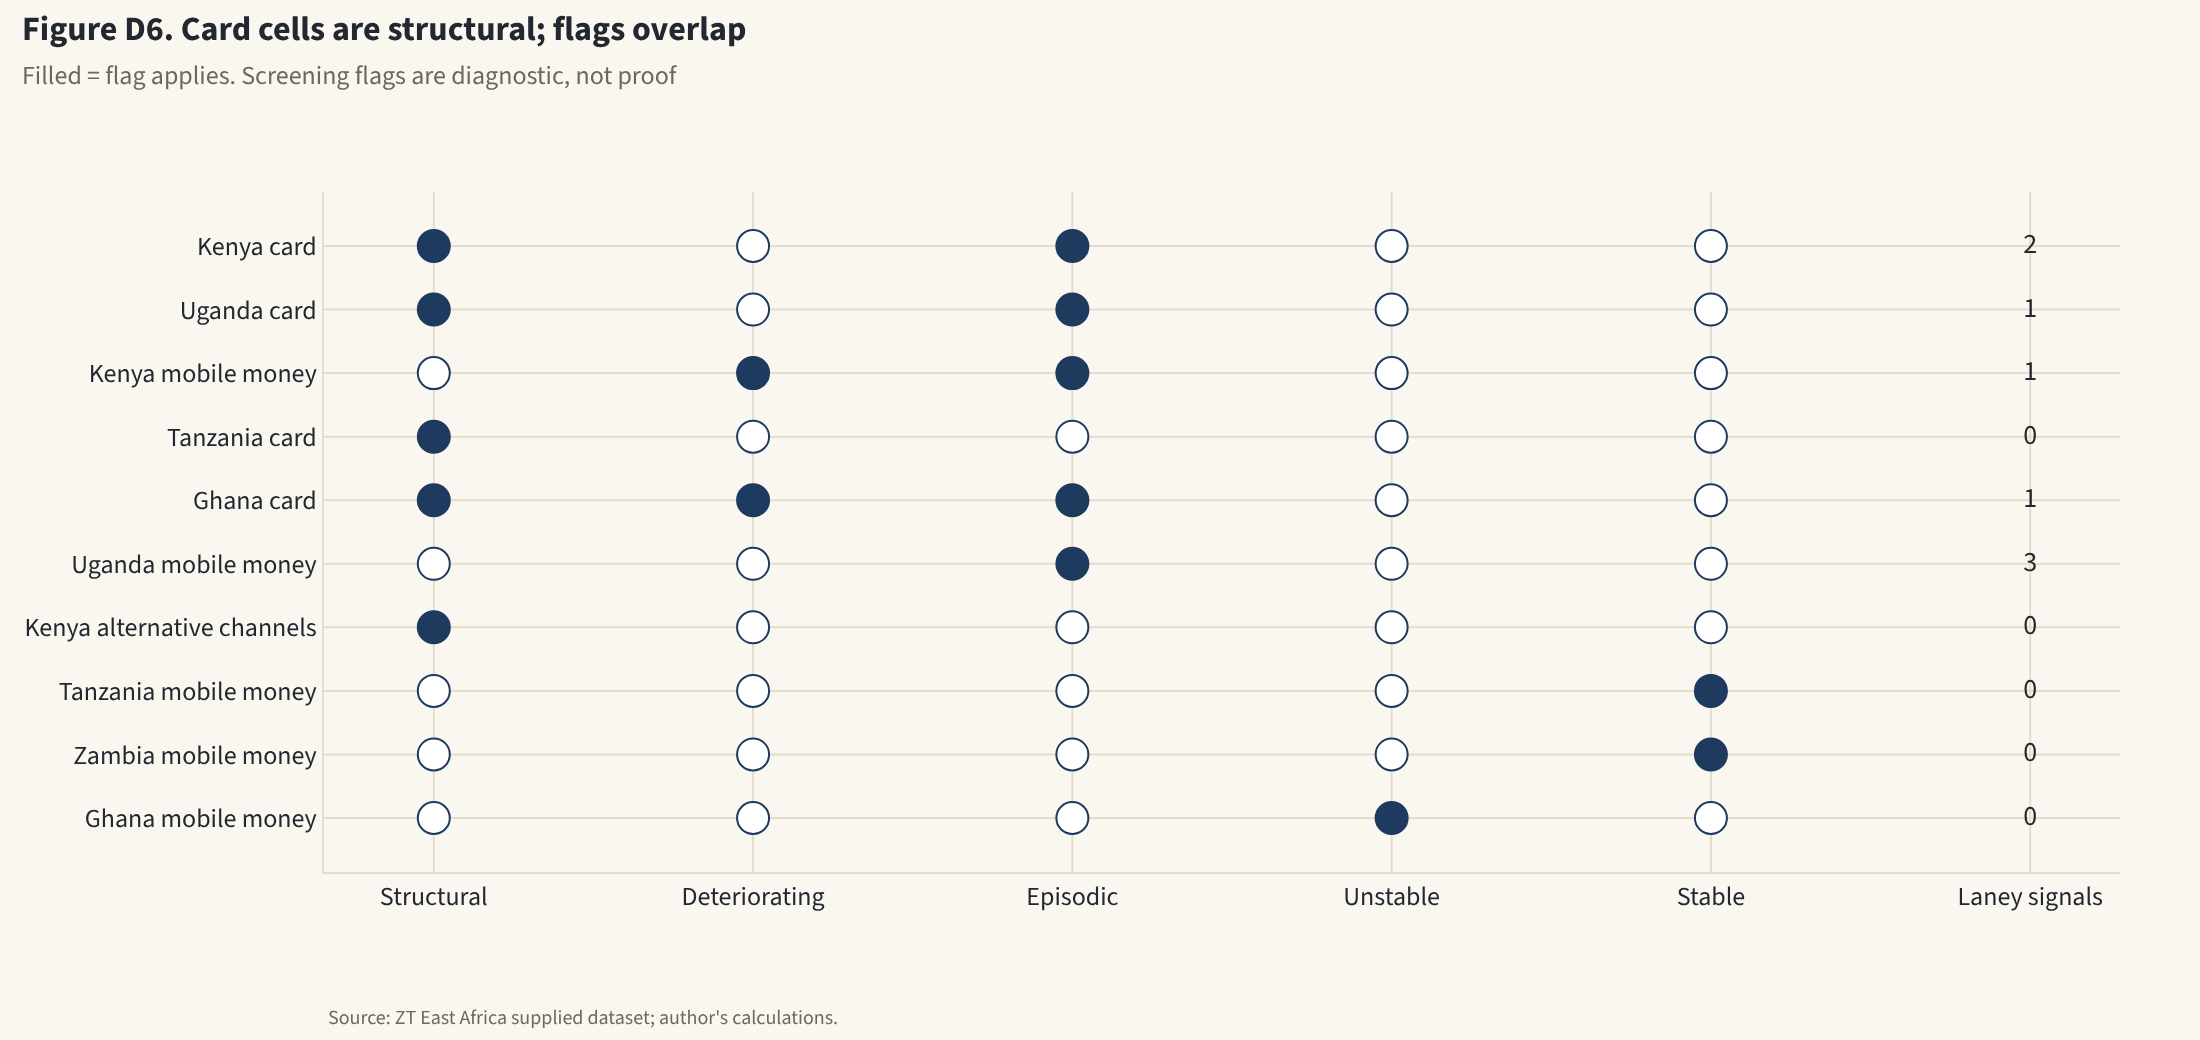 Figure D6. Card cells are structural; flags overlap
Filled = flag applies. Screening flags are diagnostic, not proof
Kenya card 2
Uganda card 1
Kenya mobile money 1
Tanzania card 0
Ghana card 1
Uganda mobile money 3
Kenya alternative channels 0
Tanzania mobile money 0
Zambia mobile money 0
Ghana mobile money 0
Structural Deteriorating Episodic Unstable Stable Laney signals
Source: ZT East Africa supplied dataset; author's calculations.